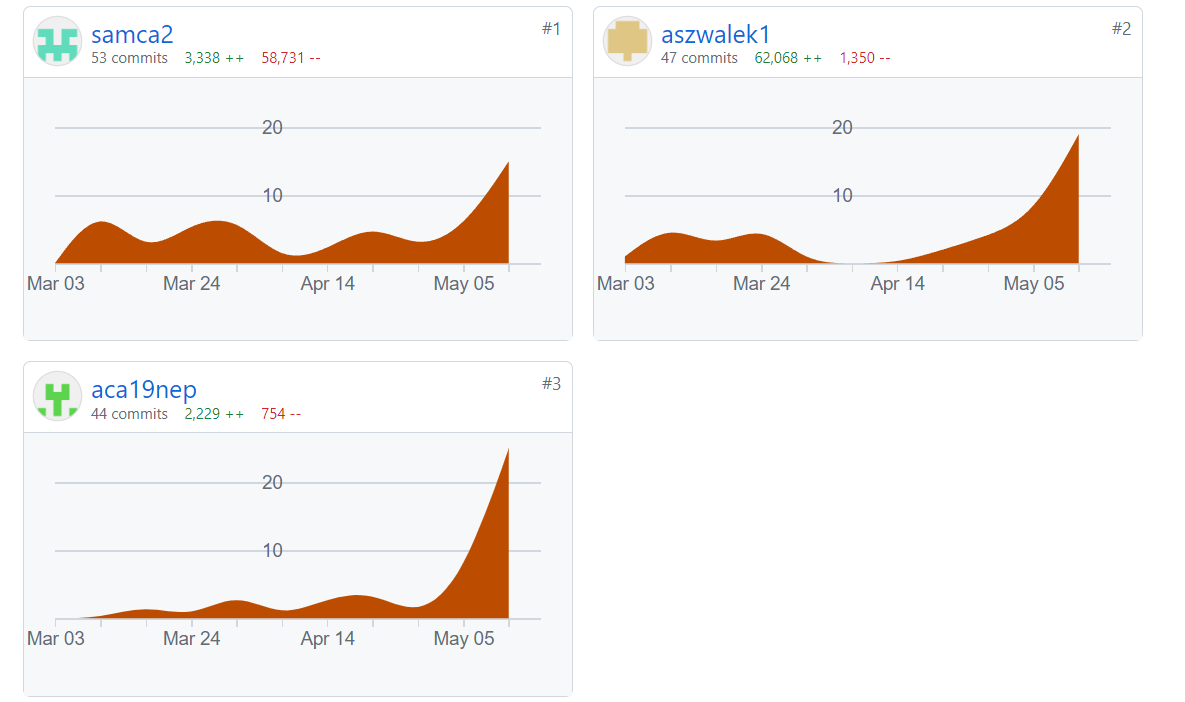 samca2 #1
53 commits 3,338 ++ 58,731 --
20
10
Mar 03 Mar 24 Apr 14 May 05
aszwalek1 #2
47 commits 62,068 ++ 1,350 --
20
10
Mar 03 Mar 24 Apr 14 May 05
aca19nep #3
44 commits 2,229 ++ 754 --
20
10
Mar 03 Mar 24 Apr 14 May 05